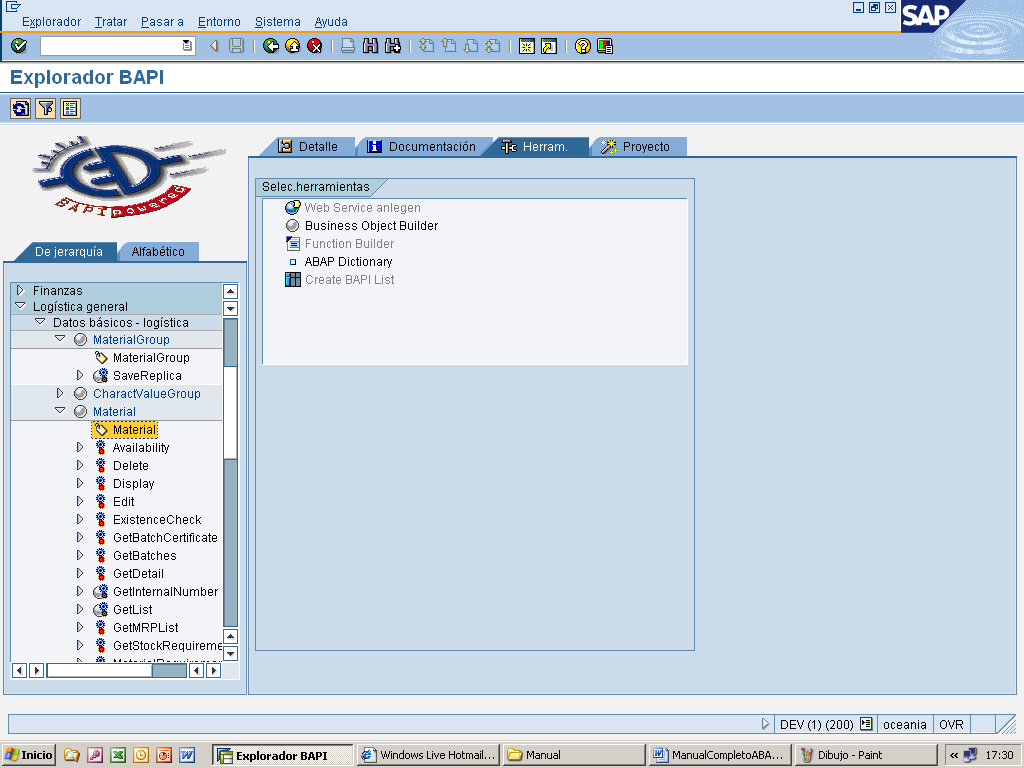 Explorador Tratar Pasar a Entorno Sistema Ayuda
SAP
Explorador BAPI
BAPI powered
Detalle Documentación Herram. Proyecto
Selec.herramientas
Web Service anlegen
Business Object Builder
Function Builder
ABAP Dictionary
Create BAPI List
De jerarquía Alfabético
Finanzas
Logística general
Datos básicos - logística
MaterialGroup
MaterialGroup
SaveReplica
CharactValueGroup
Material
Material
Availability
Delete
Display
Edit
ExistenceCheck
GetBatchCertificate
GetBatches
GetDetail
GetInternalNumber
GetList
GetMRPList
GetStockRequireme
DEV (1) (200) oceania OVR
Inicio Explorador BAPI Windows Live Hotmail... Manual ManualCompletoABA... Dibujo - Paint « 17:30